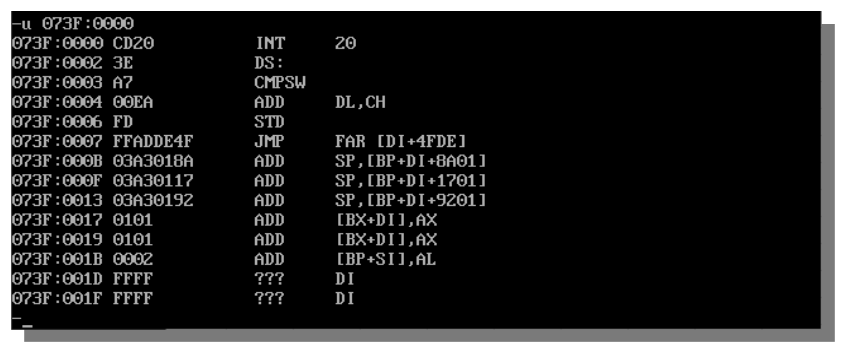 -u 073F:0000
073F:0000 CD20 INT 20
073F:0002 3E DS:
073F:0003 A7 CMPSW
073F:0004 00EA ADD DL,CH
073F:0006 FD STD
073F:0007 FFADDE4F JMP FAR [DI+4FDE]
073F:000B 03A3018A ADD SP,[BP+DI+8A01]
073F:000F 03A30117 ADD SP,[BP+DI+1701]
073F:0013 03A30192 ADD SP,[BP+DI+9201]
073F:0017 0101 ADD [BX+DI],AX
073F:0019 0101 ADD [BX+DI],AX
073F:001B 0002 ADD [BP+SI],AL
073F:001D FFFF ??? DI
073F:001F FFFF ??? DI
-_